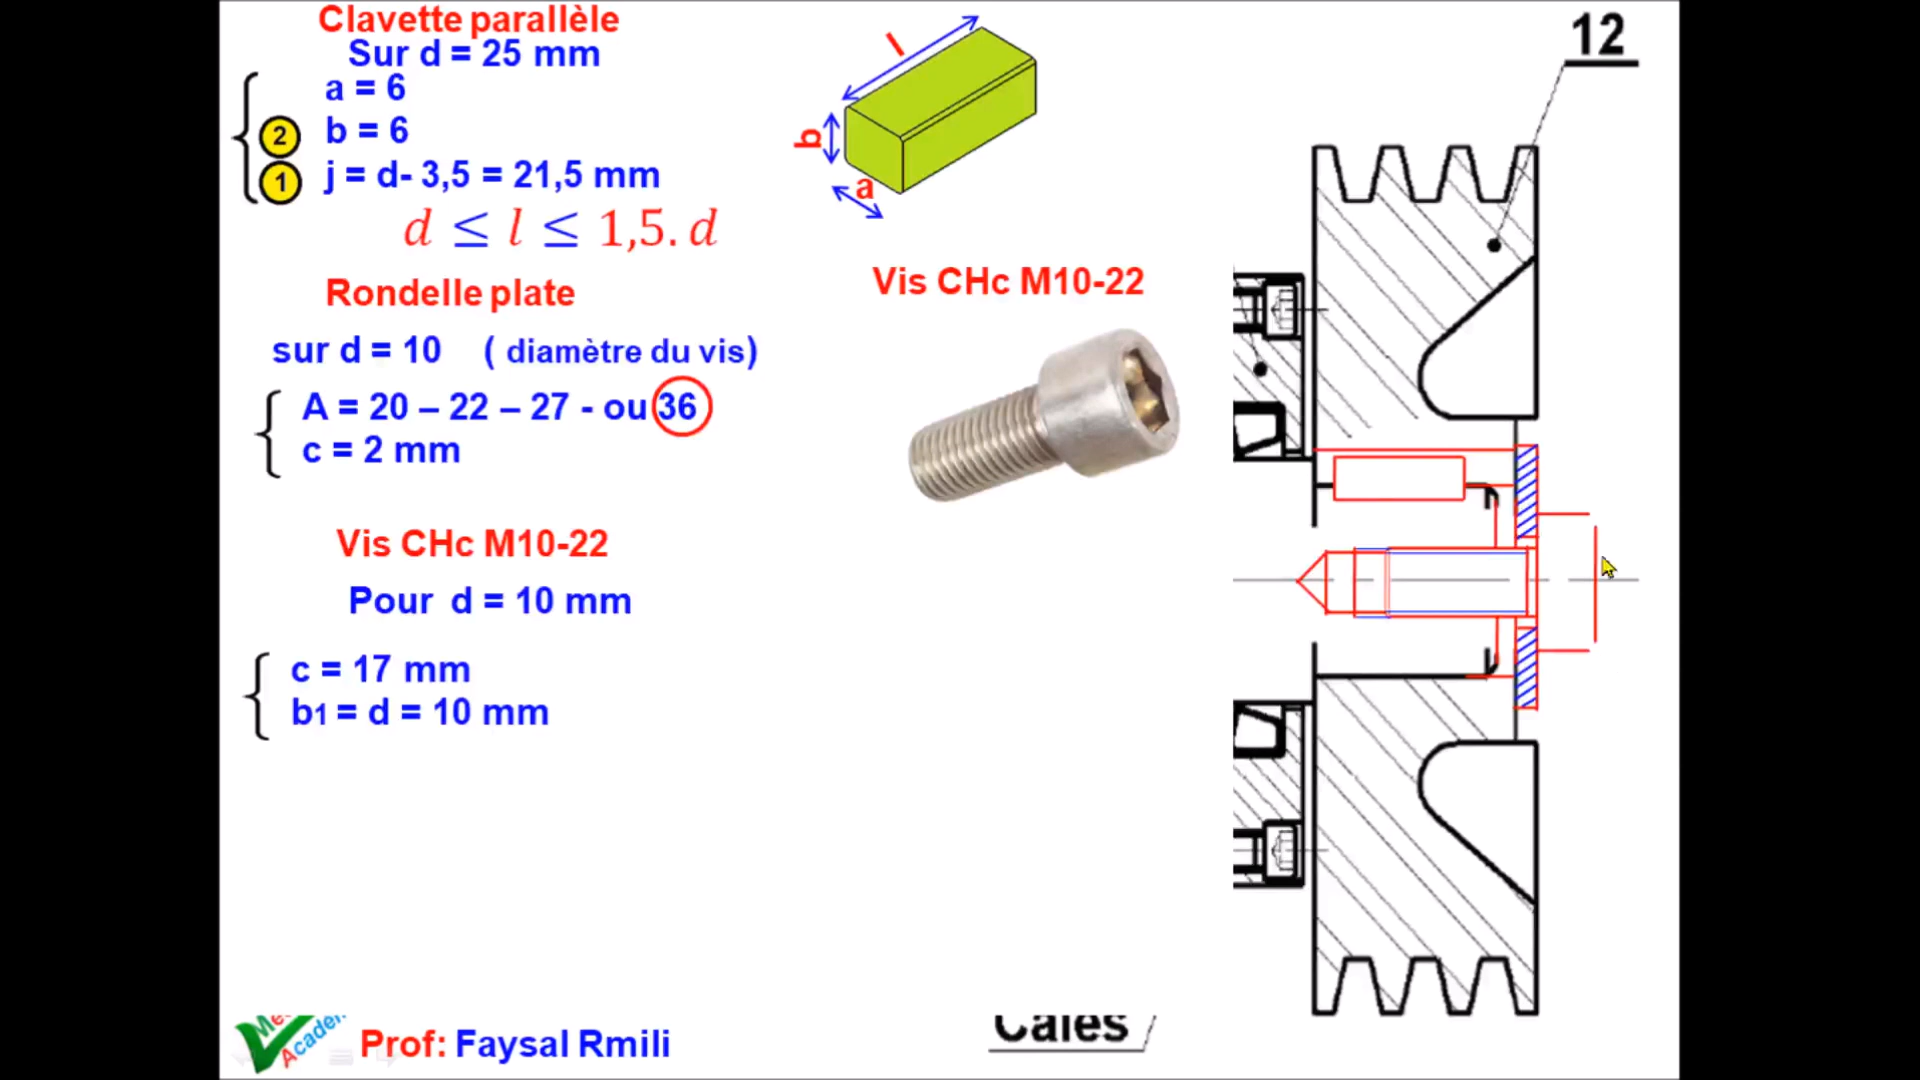 Clavette parallèle
Sur d = 25 mm
a = 6
2 b = 6
1 j = d- 3,5 = 21,5 mm
d ≤ l ≤ 1,5. d
Rondelle plate
sur d = 10 ( diamètre du vis)
A = 20 – 22 – 27 - ou 36
c = 2 mm
Vis CHc M10-22
Pour d = 10 mm
c = 17 mm
b1 = d = 10 mm
l
b
a
Vis CHc M10-22
12
Cales
Academ
Prof: Faysal Rmili